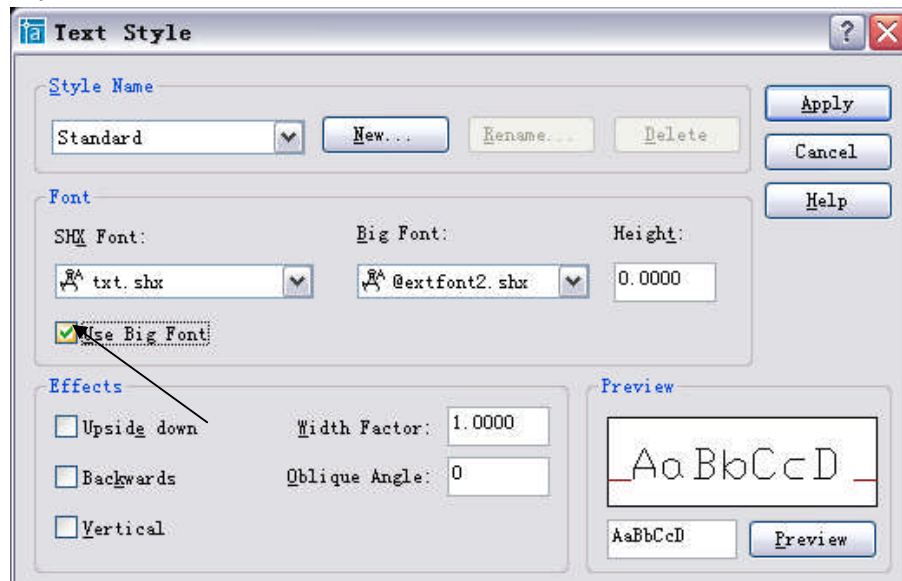 Text Style
Style Name
Standard New... Rename... Delete Apply
Cancel
Font Help
SHX Font: Big Font: Height:
txt.shx @extfont2.shx 0.0000
Use Big Font
Effects Preview
Upside down Width Factor: 1.0000
AaBbCcD
Backwards Oblique Angle: 0
Vertical AaBbCcD Preview